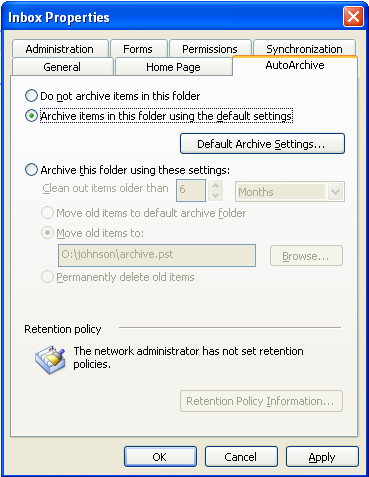 Inbox Properties
Administration Forms Permissions Synchronization
General Home Page AutoArchive
Do not archive items in this folder
Archive items in this folder using the default settings
Default Archive Settings...
Archive this folder using these settings:
Clean out items older than 6 Months
Move old items to default archive folder
Move old items to:
O:\johnson\archive.pst Browse...
Permanently delete old items
Retention policy
The network administrator has not set retention
policies.
Retention Policy Information...
OK Cancel Apply